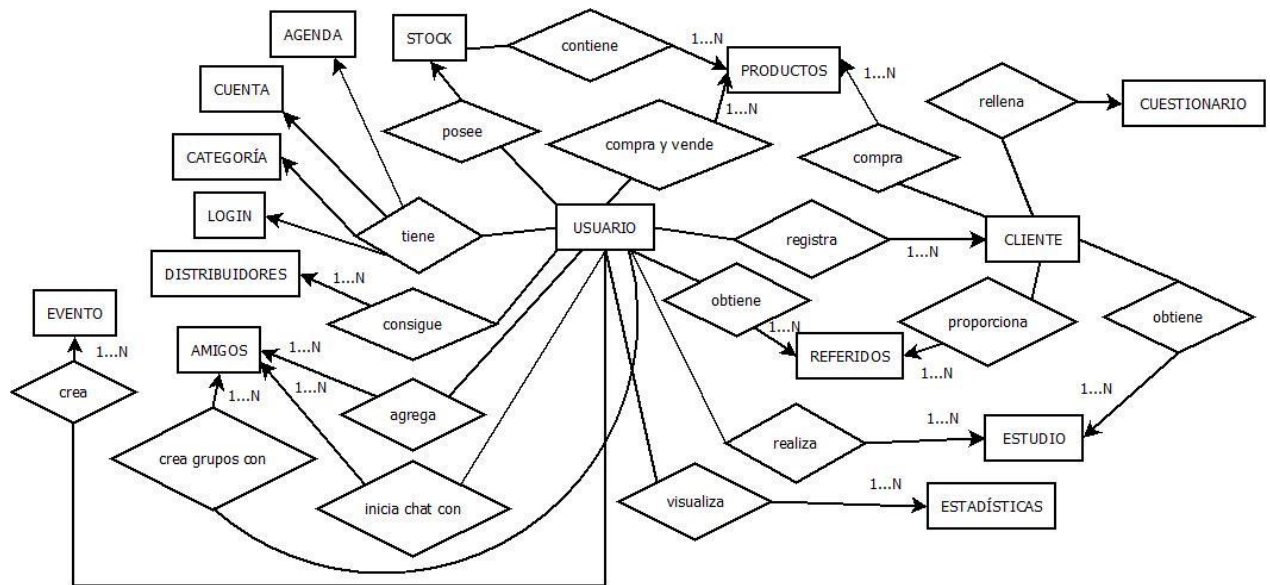 AGENDA
STOCK
contiene
1...N
PRODUCTOS
1...N
CUENTA
posee
compra y vende
1...N
rellena
CUESTIONARIO
CATEGORÍA
compra
LOGIN
tiene
USUARIO
registra
1...N
CLIENTE
DISTRIBUIDORES
1...N
consigue
obtiene
1...N
proporciona
obtiene
EVENTO
1...N
AMIGOS
1...N
REFERIDOS
1...N
crea
1...N
1...N
agrega
1...N
crea grupos con
realiza
1...N
ESTUDIO
inicia chat con
visualiza
1...N
ESTADÍSTICAS